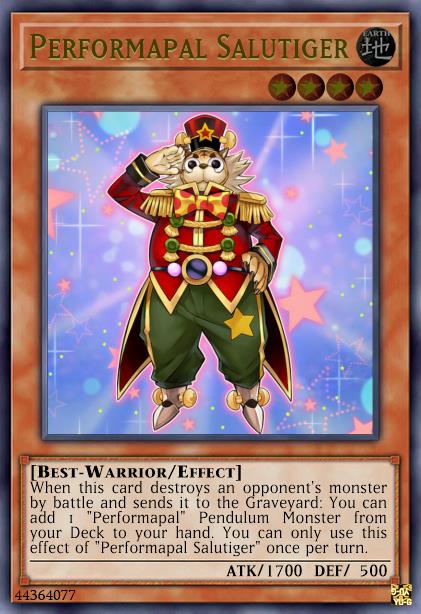 Performapal Salutiger
EARTH
地
[Best-Warrior/Effect]
When this card destroys an opponent's monster
by battle and sends it to the Graveyard: You can
add 1 "Performapal" Pendulum Monster from
your Deck to your hand. You can only use this
effect of "Performapal Salutiger" once per turn.
ATK/1700 DEF/ 500
44364077